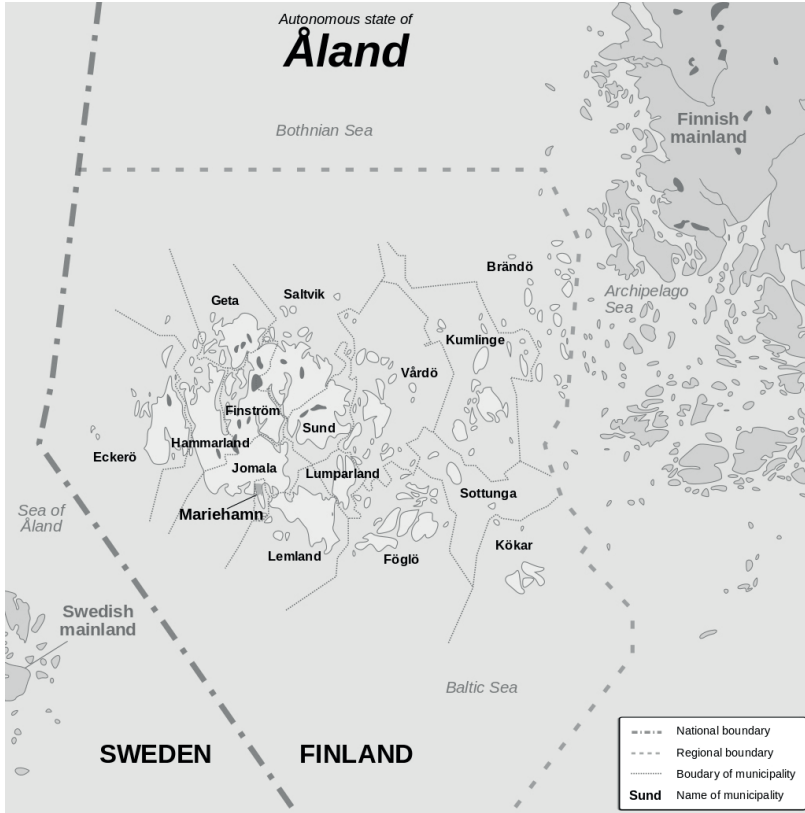 Autonomous state of
Åland
Bothnian Sea
Finnish
mainland
Brändö
Archipelago
Sea
Geta
Saltvik
Kumlinge
Vårdö
Finström
Sund
Hammarland
Eckerö
Jomala
Lumparland
Sottunga
Mariehamn
Sea of
Åland
Kökar
Lemland
Föglö
Swedish
mainland
Baltic Sea
SWEDEN
FINLAND
National boundary
Regional boundary
Boudary of municipality
Sund Name of municipality